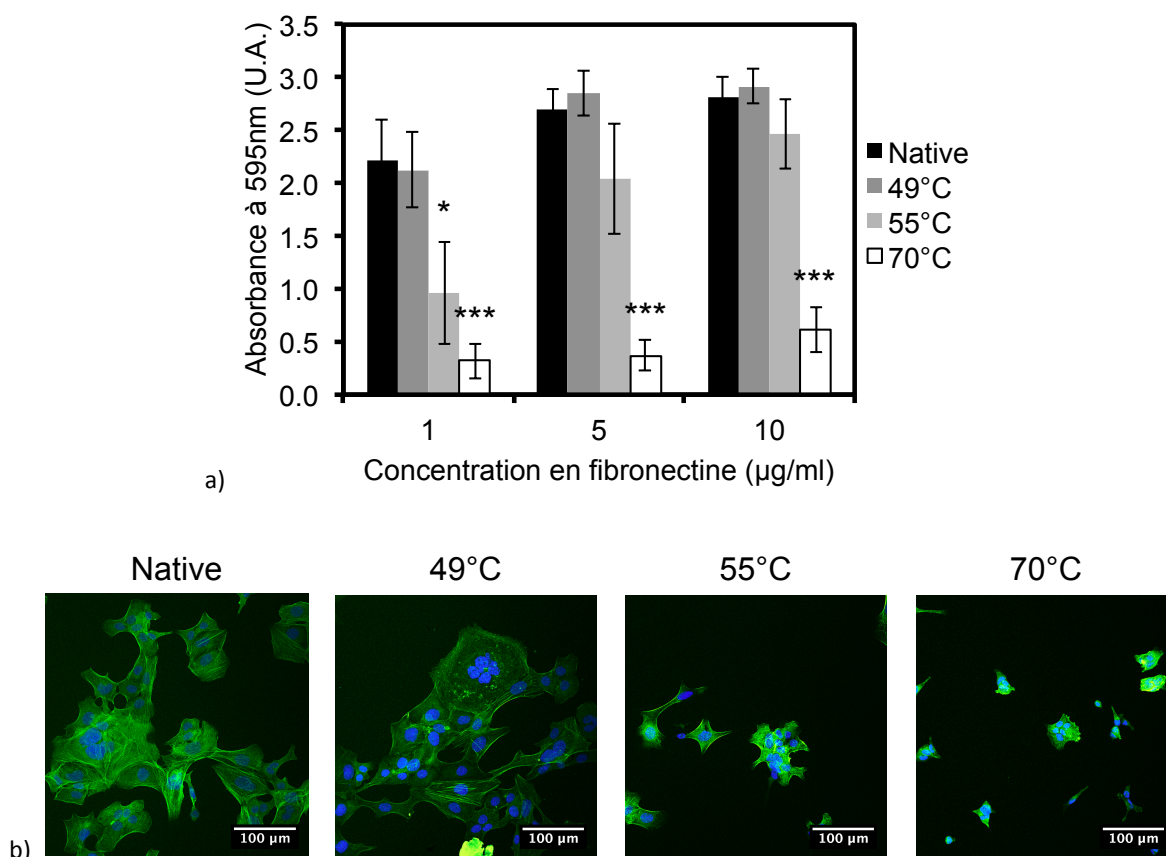 Absorbance à 595nm (U.A.)
3.5
3.0
2.5
2.0
1.5
1.0
0.5
0.0
*
***
***
***
1
5
10
Concentration en fibronectine (µg/ml)
Native
49°C
55°C
70°C
a)
Native
49°C
55°C
70°C
100 µm
100 µm
100 µm
100 µm
b)